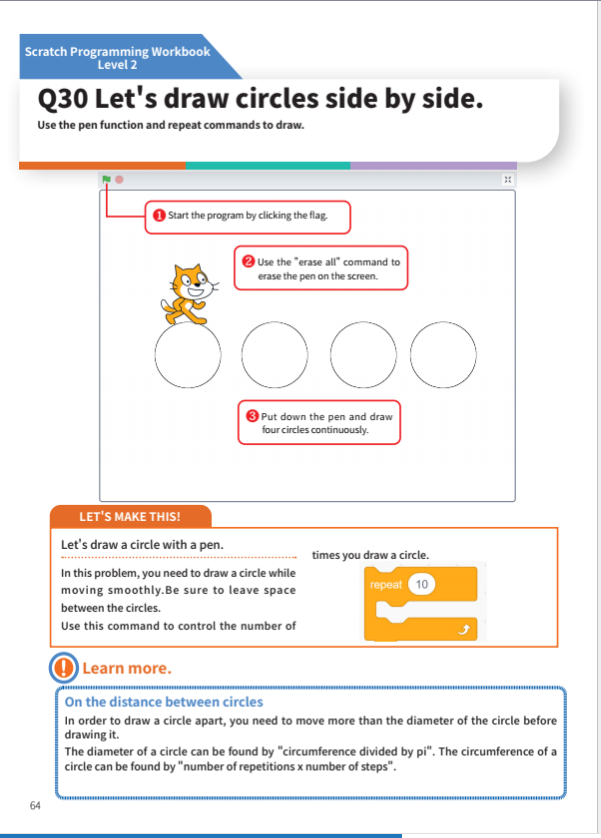 Scratch Programming Workbook
Level 2
Q30 Let's draw circles side by side.
Use the pen function and repeat commands to draw.
1 Start the program by clicking the flag.
2 Use the "erase all" command to
erase the pen on the screen.
3 Put down the pen and draw
four circles continuously.
LET'S MAKE THIS!
Let's draw a circle with a pen.
In this problem, you need to draw a circle while
moving smoothly.Be sure to leave space
between the circles.
Use this command to control the number of
times you draw a circle.
repeat 10
Learn more.
On the distance between circles
In order to draw a circle apart, you need to move more than the diameter of the circle before
drawing it.
The diameter of a circle can be found by "circumference divided by pi". The circumference of a
circle can be found by "number of repetitions x number of steps".
64